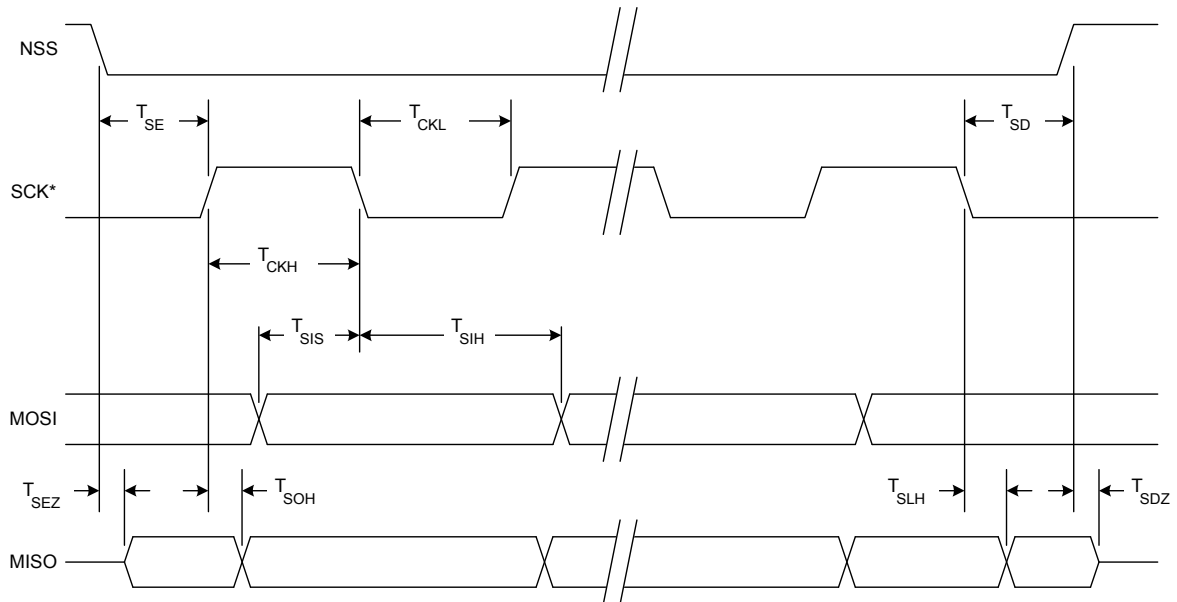 NSS
T_SE
T_CKL
T_SD
SCK*
T_CKH
T_SIS
T_SIH
MOSI
T_SEZ
T_SOH
T_SLH
T_SDZ
MISO